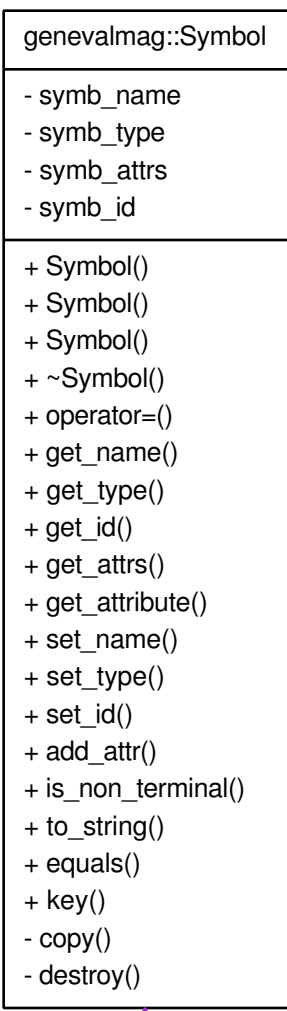 genevalmag::Symbol
- symb_name
- symb_type
- symb_attrs
- symb_id
+ Symbol()
+ Symbol()
+ Symbol()
+ ~Symbol()
+ operator=()
+ get_name()
+ get_type()
+ get_id()
+ get_attrs()
+ get_attribute()
+ set_name()
+ set_type()
+ set_id()
+ add_attr()
+ is_non_terminal()
+ to_string()
+ equals()
+ key()
- copy()
- destroy()